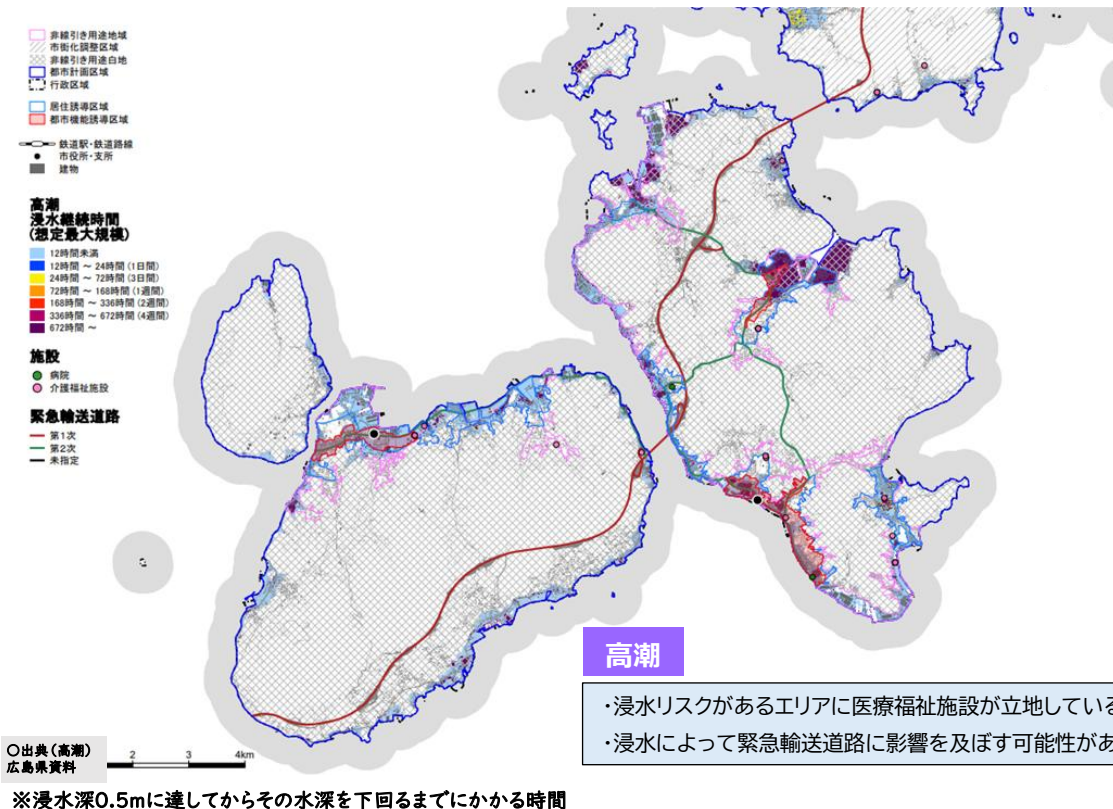 非線引き用途地域
市街化調整区域
非線引き用途白地
都市計画区域
行政区域
居住誘導区域
都市機能誘導区域
鉄道駅・鉄道路線
市役所・支所
建物
高潮
浸水継続時間
(想定最大規模)
12時間未満
12時間 ～ 24時間 (1日間)
24時間 ～ 72時間 (3日間)
72時間 ～ 168時間 (1週間)
168時間 ～ 336時間 (2週間)
336時間 ～ 672時間 (4週間)
672時間 ～
施設
病院
介護福祉施設
緊急輸送道路
第1次
第2次
未指定
高潮
・浸水リスクがあるエリアに医療福祉施設が立地している
・浸水によって緊急輸送道路に影響を及ぼす可能性があ
○出典(高潮)
広島県資料
2 3 4km
※浸水深0.5mに達してからその水深を下回るまでにかかる時間